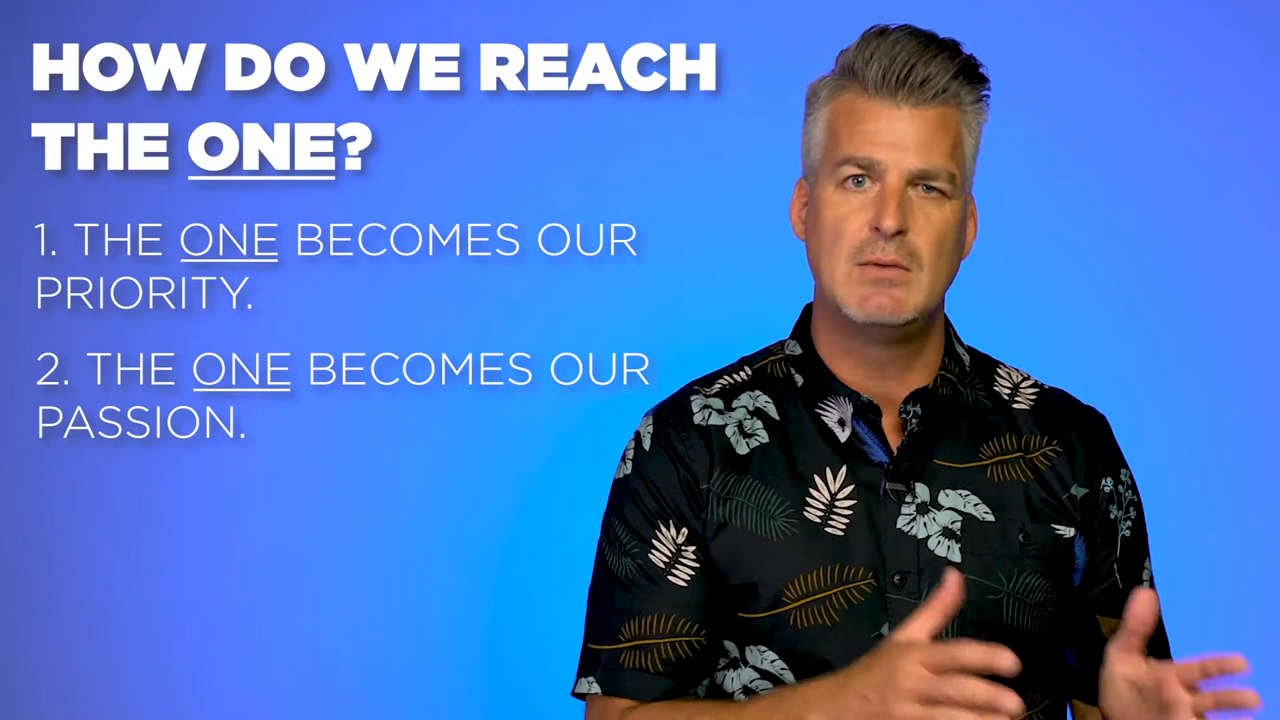 HOW DO WE REACH
THE ONE?
1. THE ONE BECOMES OUR
PRIORITY.
2. THE ONE BECOMES OUR
PASSION.